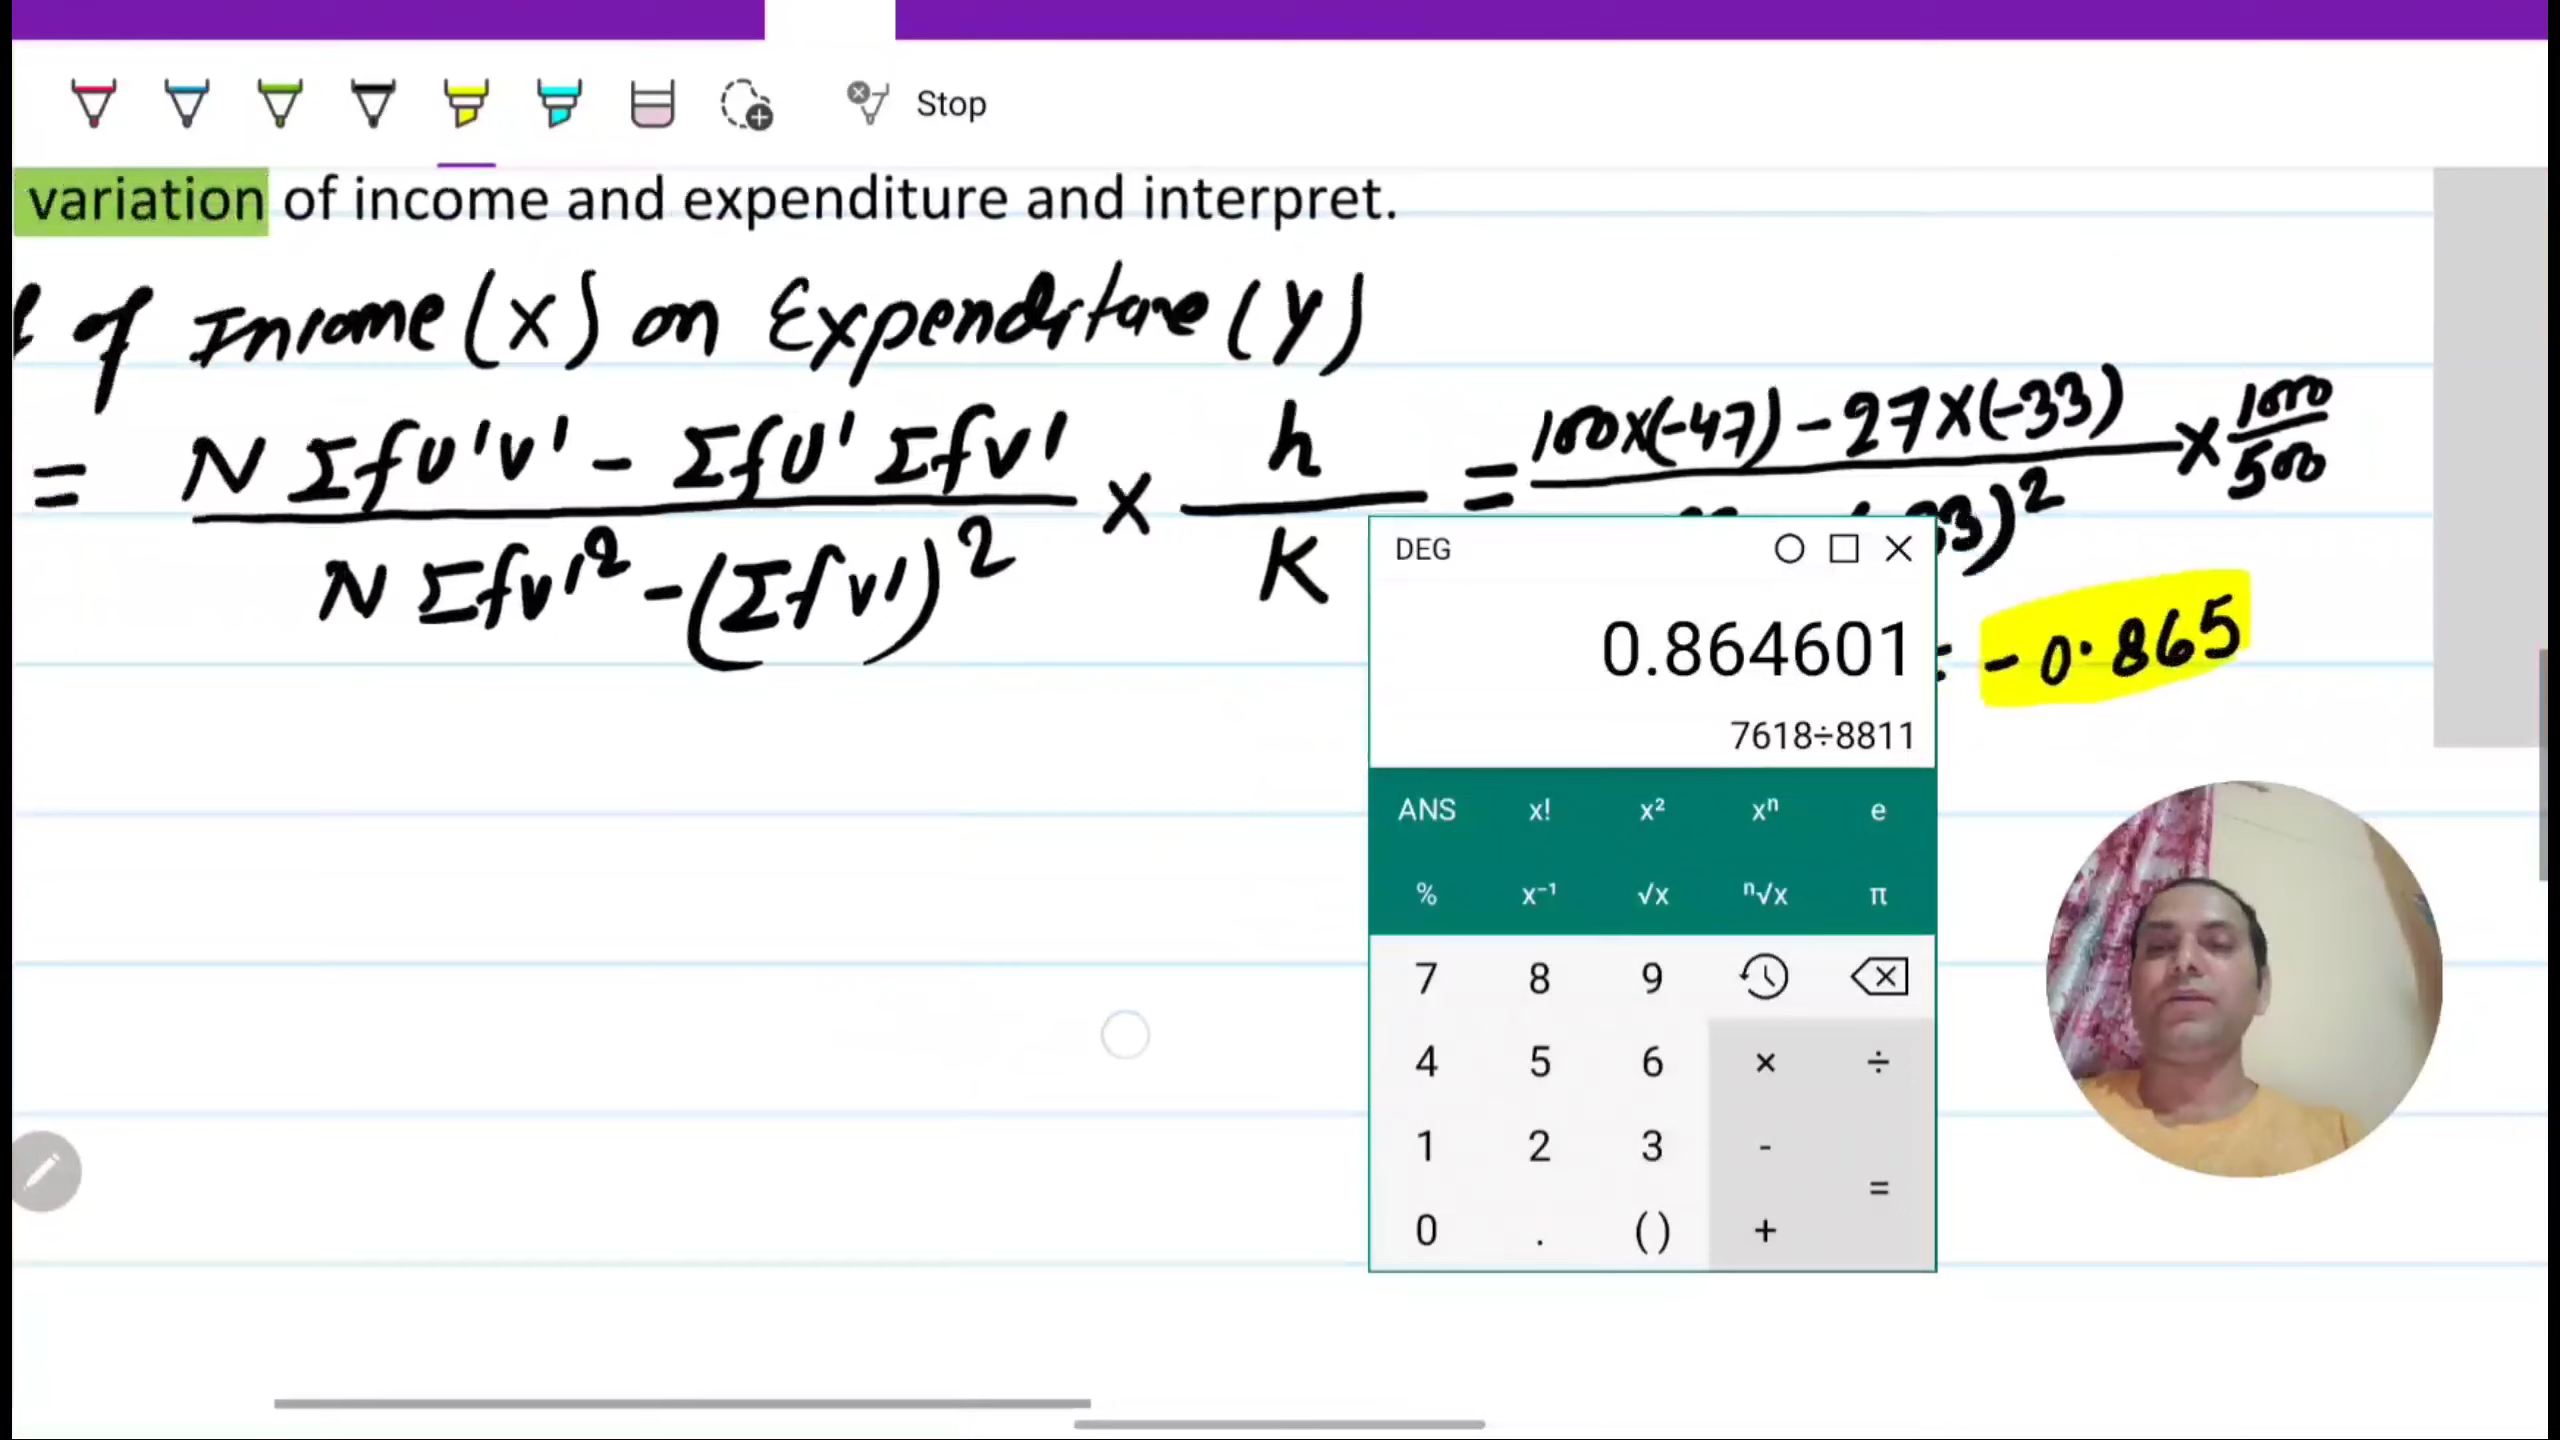 Stop
variation of income and expenditure and interpret.
of Income (X) on Expenditure (Y)
= N Σfu'v' - Σfu' Σfv' / N Σfv'² - (Σfv')² × h / K = 100×(-47) - 27×(-33) / 33)² × 1000 / 500
= - 0.865
DEG
0.864601
7618÷8811
ANS x! x² xⁿ e
% x⁻¹ √x ⁿ√x π
7 8 9
4 5 6 × ÷
1 2 3 - =
0 . ( ) +